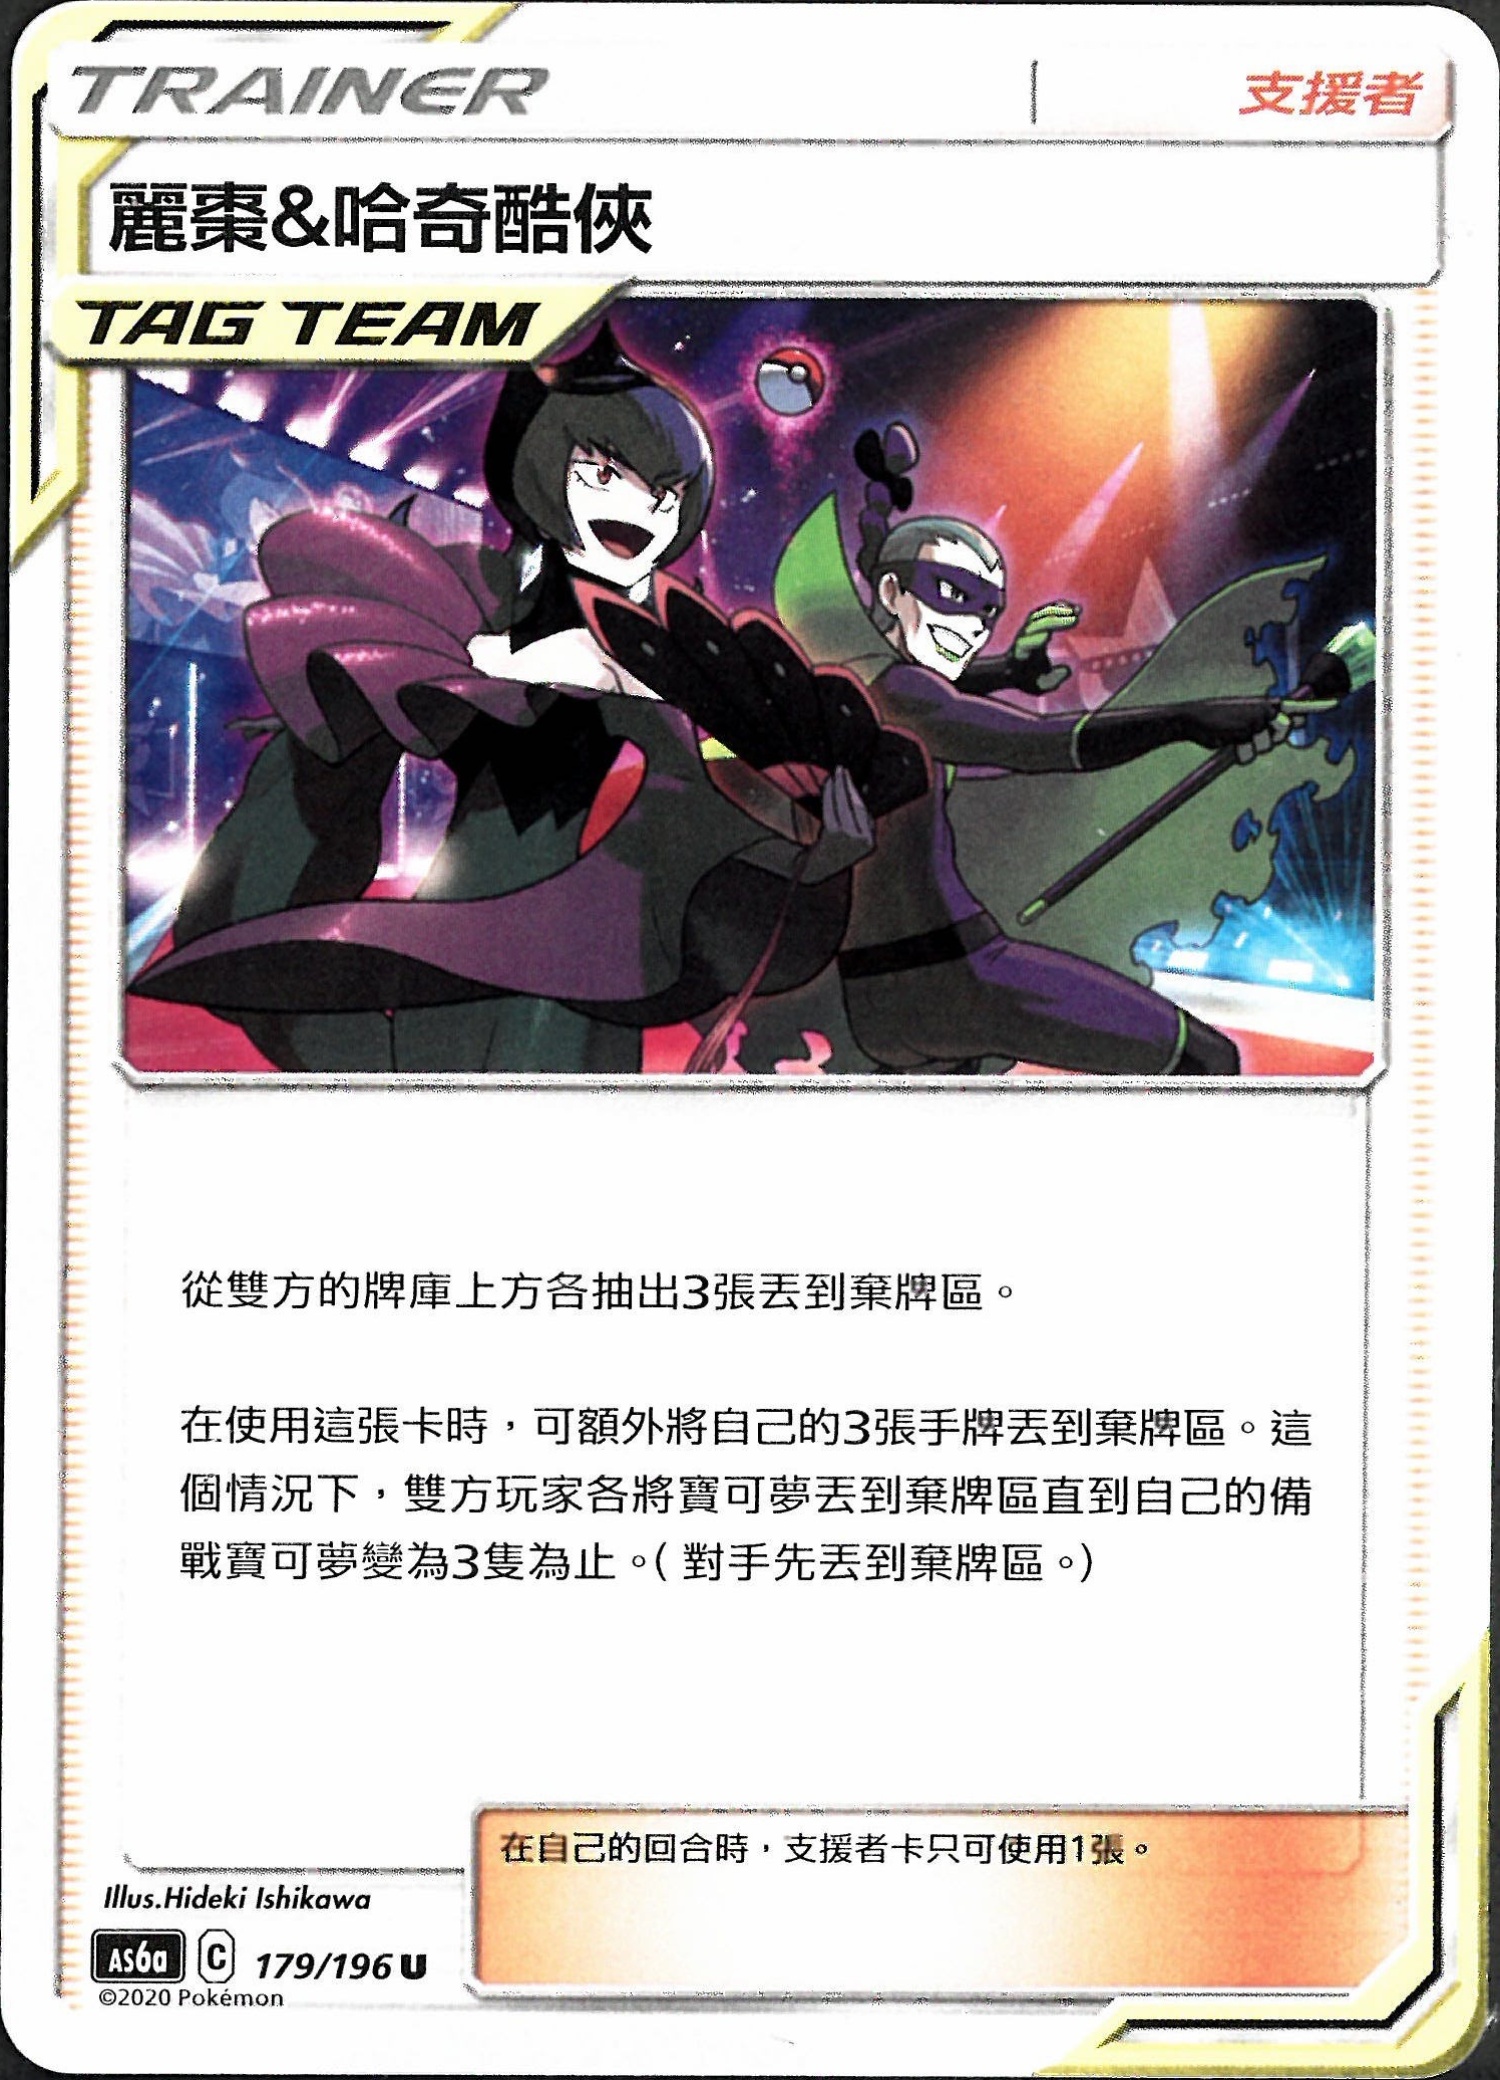 TRAINER
支援者
麗棗&哈奇酷俠
TAG TEAM
從雙方的牌庫上方各抽出3張丟到棄牌區。
在使用這張卡時，可額外將自己的3張手牌丟到棄牌區。這
個情況下，雙方玩家各將寶可夢丟到棄牌區直到自己的備
戰寶可夢變為3隻為止。(對手先丟到棄牌區。)
在自己的回合時，支援者卡只可使用1張。
Illus.Hideki Ishikawa
AS6a C 179/196 U
©2020 Pokémon